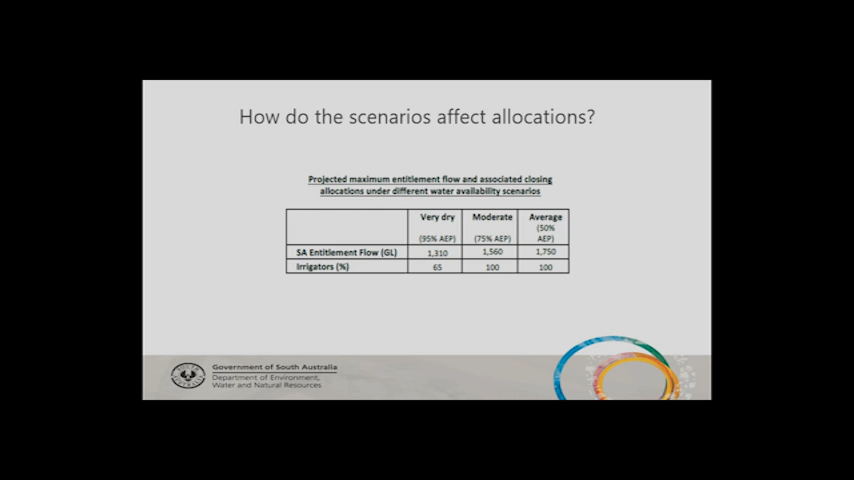 How do the scenarios affect allocations?
Projected maximum entitlement flow and associated closing
allocations under different water availability scenarios
Very dry Moderate Average
(50%
(95% AEP) (75% AEP) AEP)
SA Entitlement Flow (GL) 1,310 1,560 1,750
Irrigators (%) 65 100 100
Government of South Australia
Department of Environment,
Water and Natural Resources